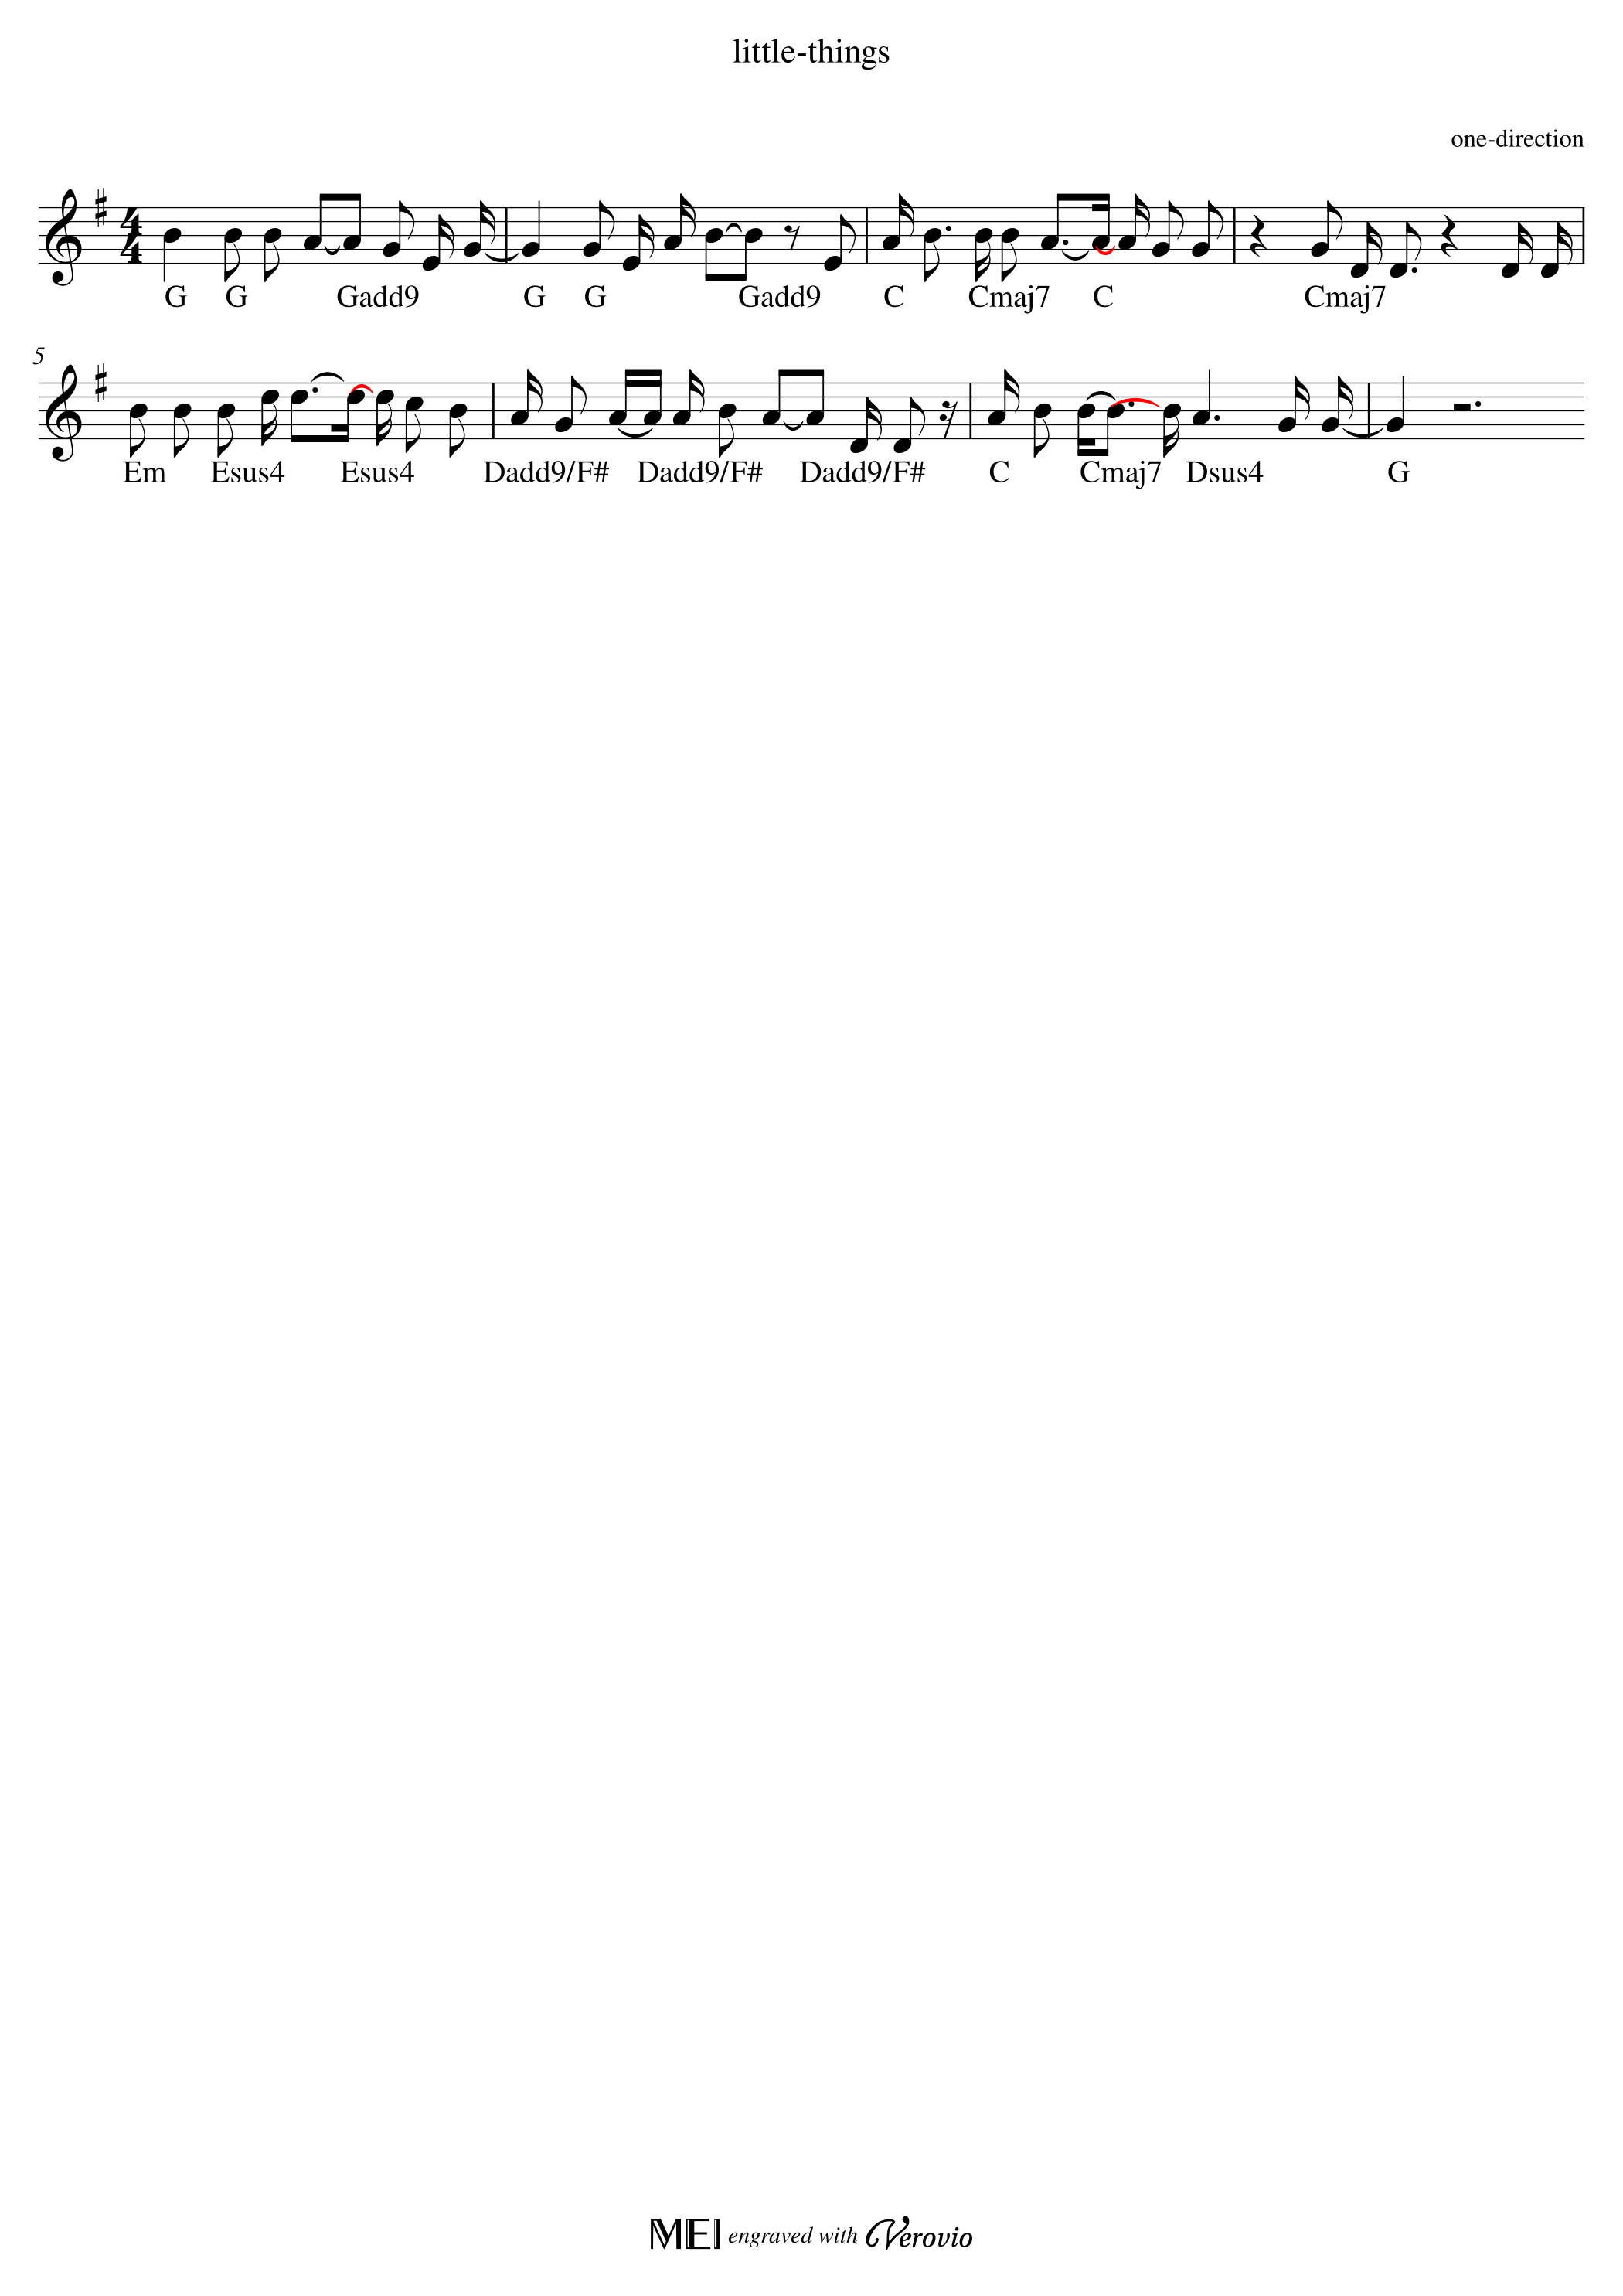 little-things
one-direction
4
4
G G Gadd9 G G Gadd9 C Cmaj7 C Cmaj7
5
Em Esus4 Esus4 Dadd9/F# Dadd9/F# Dadd9/F# C Cmaj7 Dsus4 G
MEI engraved with Verovio